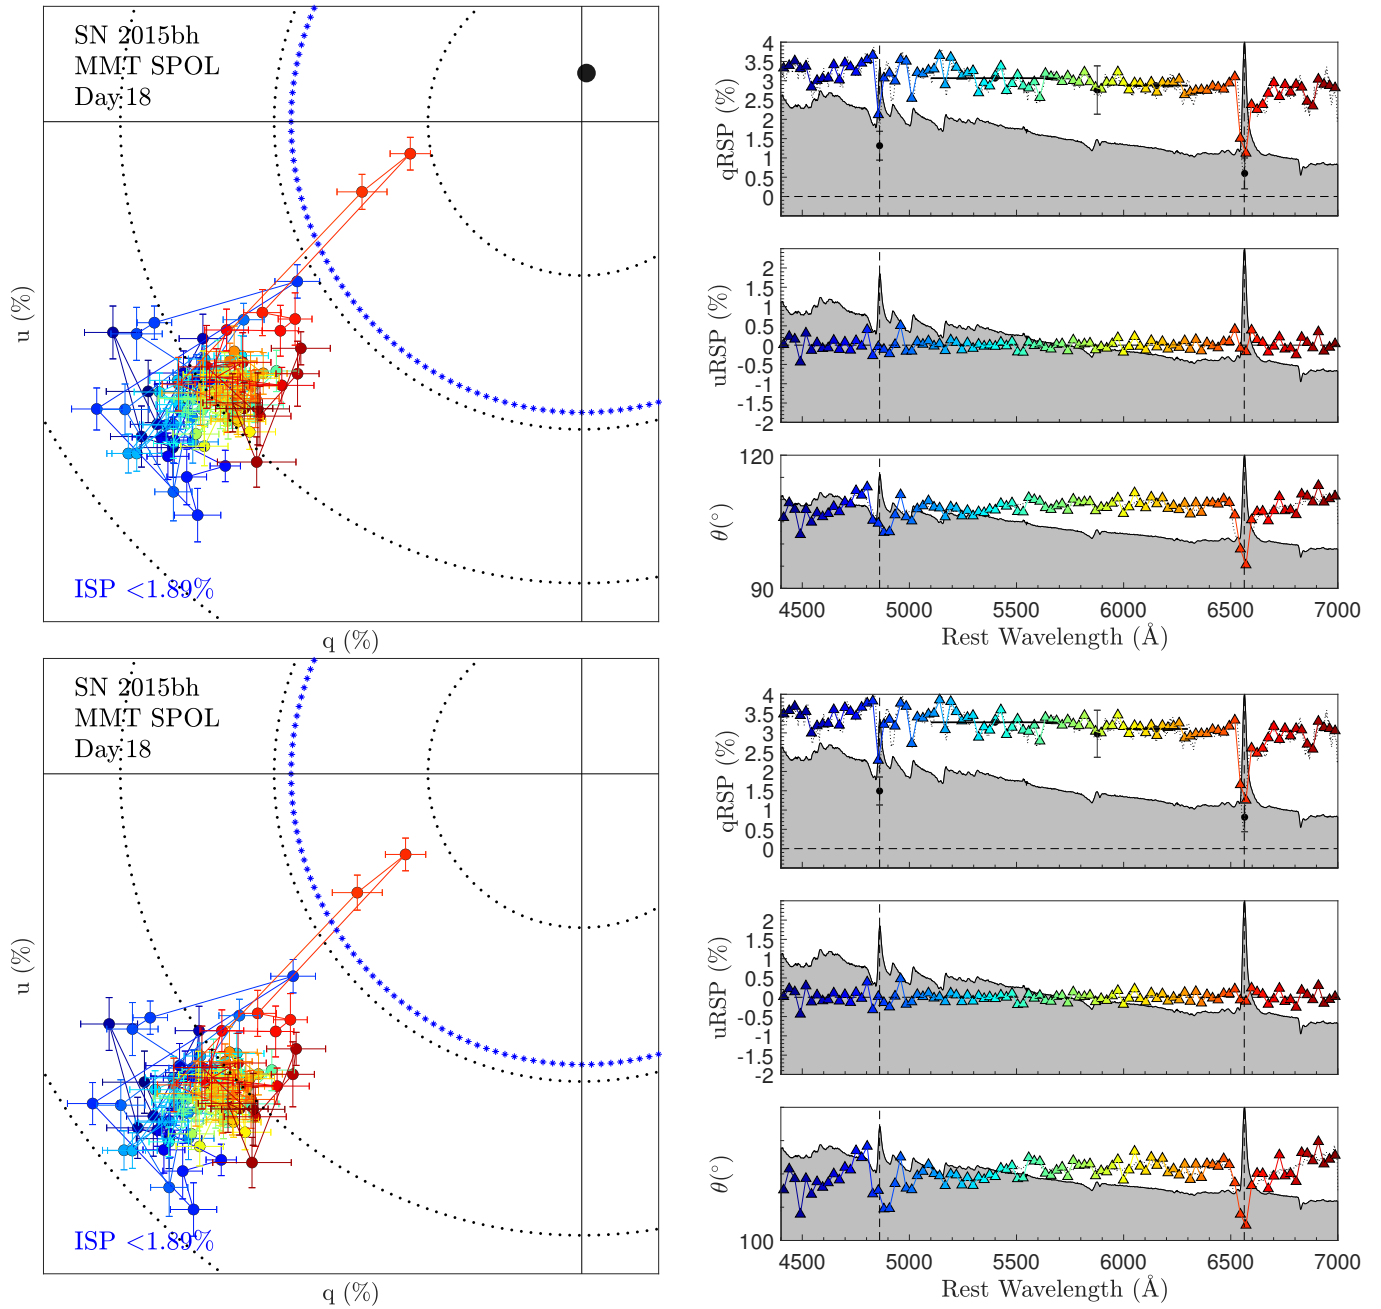 SN 2015bh
MMT SPOL
Day 18
u (%)
ISP <1.89%
q (%)
4
3.5
3
2.5
2
1.5
1
0.5
0
qRSP (%)
2
1.5
1
0.5
0
-0.5
-1
-1.5
-2
uRSP (%)
120
90
θ(°)
4500 5000 5500 6000 6500 7000
Rest Wavelength (Å)
SN 2015bh
MMT SPOL
Day 18
u (%)
ISP <1.89%
q (%)
4
3.5
3
2.5
2
1.5
1
0.5
0
qRSP (%)
2
1.5
1
0.5
0
-0.5
-1
-1.5
-2
uRSP (%)
100
θ(°)
4500 5000 5500 6000 6500 7000
Rest Wavelength (Å)